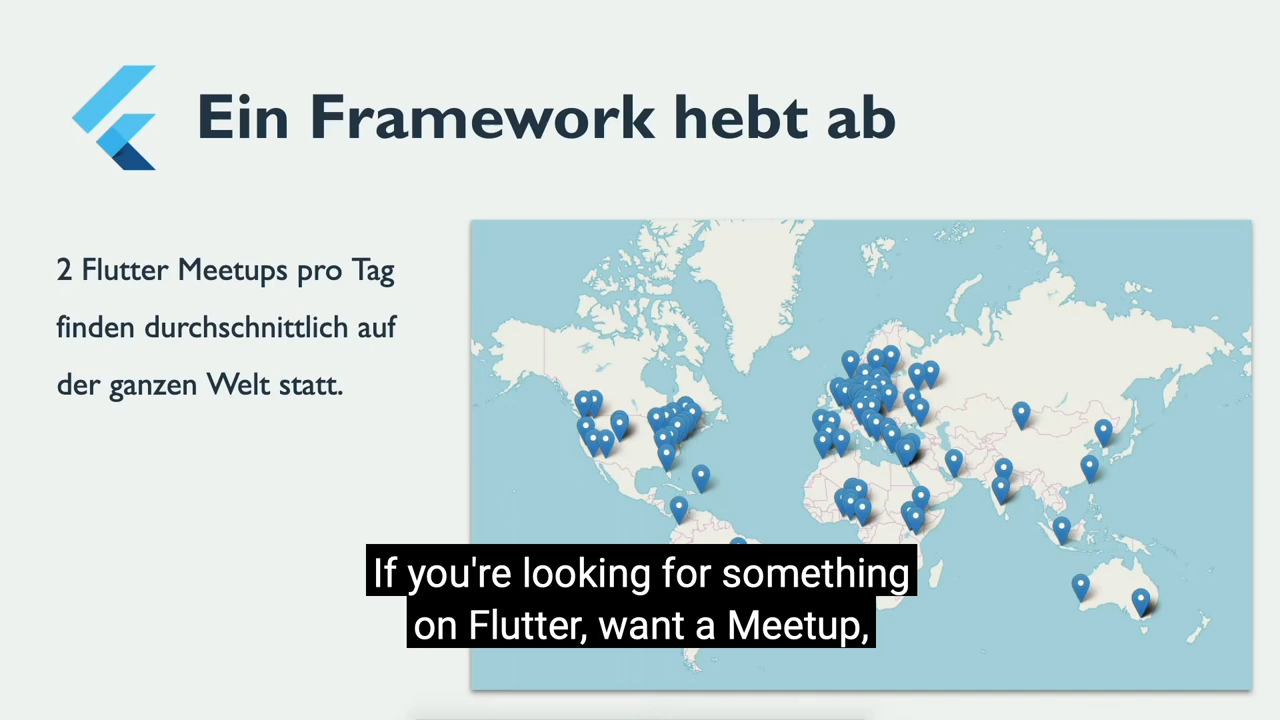 Ein Framework hebt ab
2 Flutter Meetups pro Tag
finden durchschnittlich auf
der ganzen Welt statt.
If you're looking for something
on Flutter, want a Meetup,